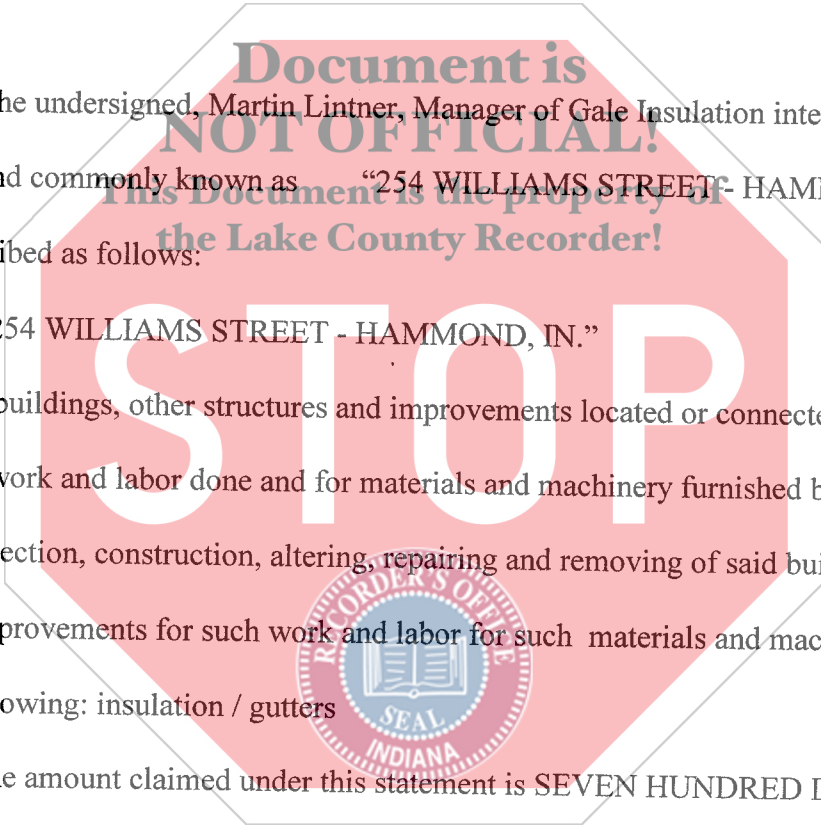 Document is
he undersigned, Martin Lintner, Manager of Gale Insulation inte
NOT OFFICIAL!
nd commonly known as “254 WILLIAMS STREET - HAM
This Document is the property of
the Lake County Recorder!
ibed as follows:
254 WILLIAMS STREET - HAMMOND, IN.”
STOP
buildings, other structures and improvements located or connecte
work and labor done and for materials and machinery furnished b
ection, construction, altering, repairing and removing of said bui
RECORDER'S OFFICE
provements for such work and labor for such materials and mac
owing: insulation / gutters
SEAL
INDIANA
e amount claimed under this statement is SEVEN HUNDRED D